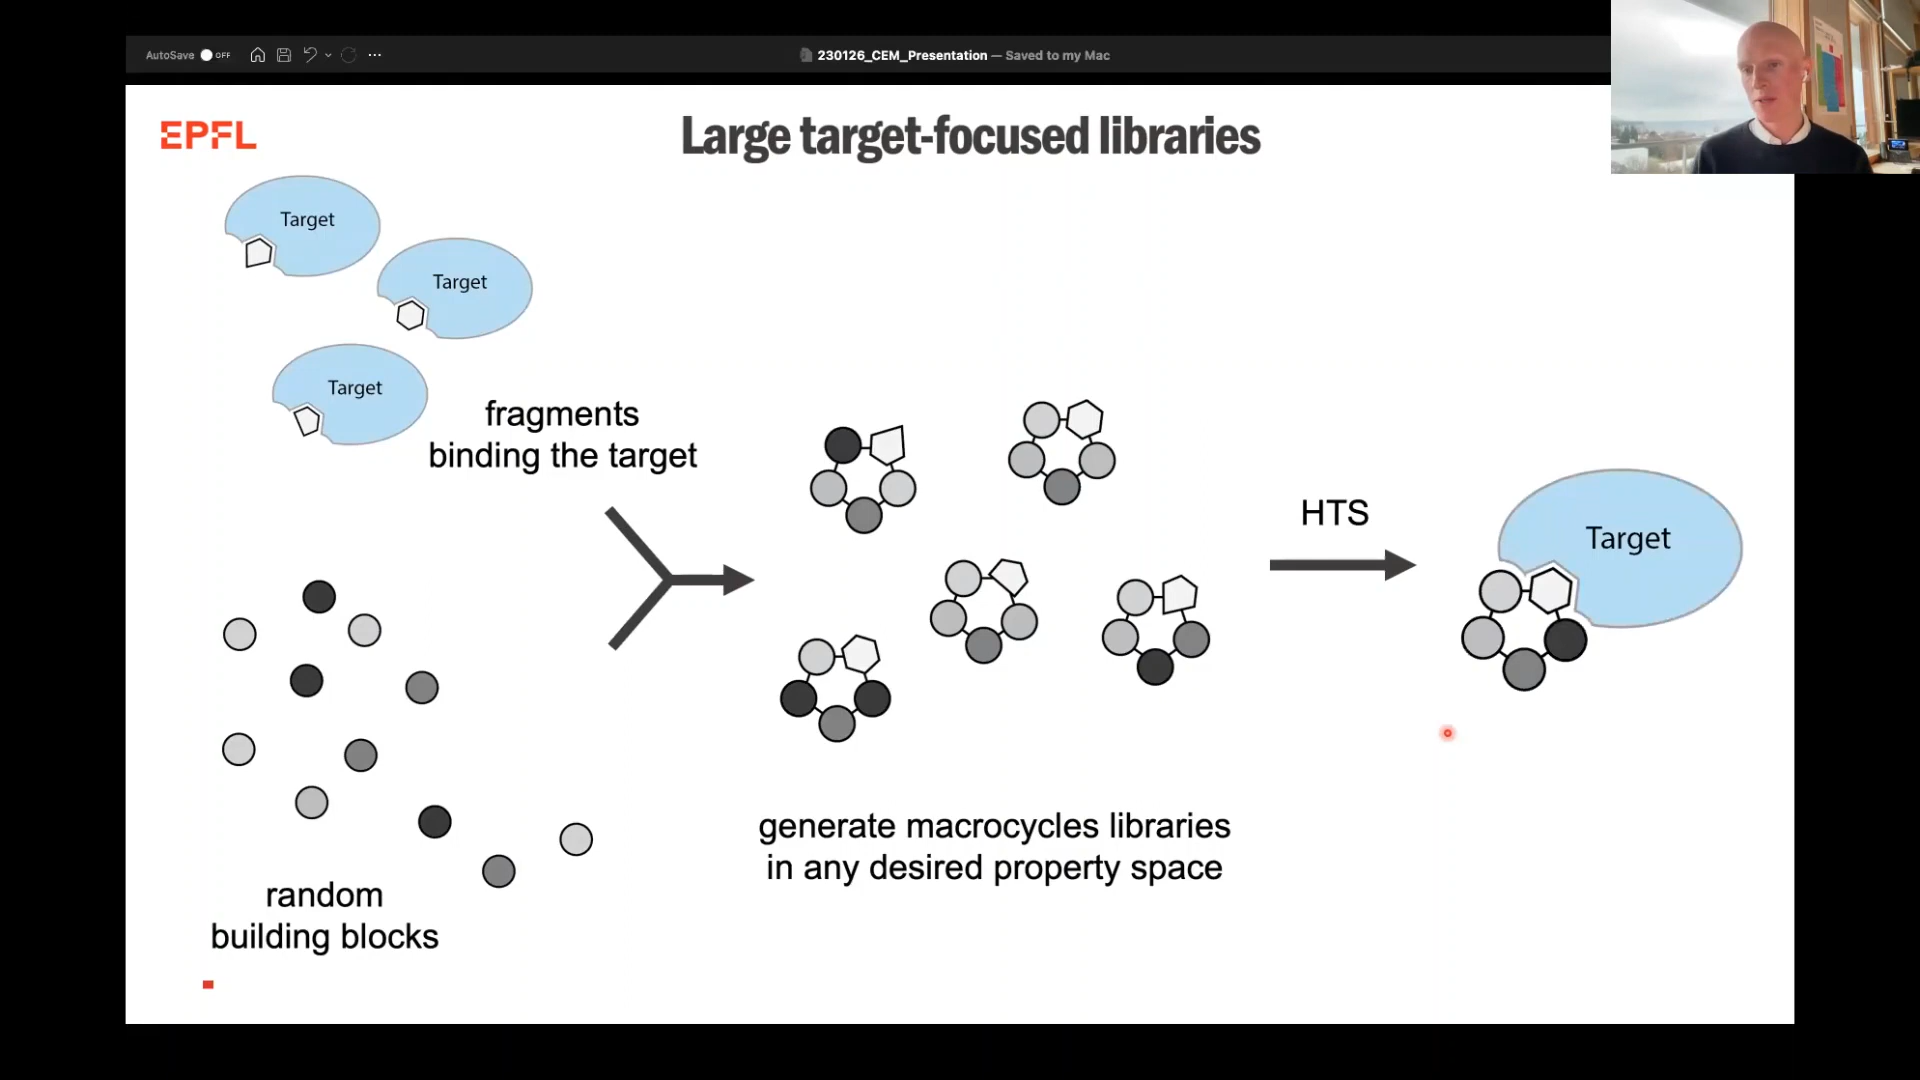 AutoSave OFF
230126_CEM_Presentation — Saved to my Mac
EPFL
Large target-focused libraries
Target
Target
Target
fragments
binding the target
HTS
Target
generate macrocycles libraries
in any desired property space
random
building blocks